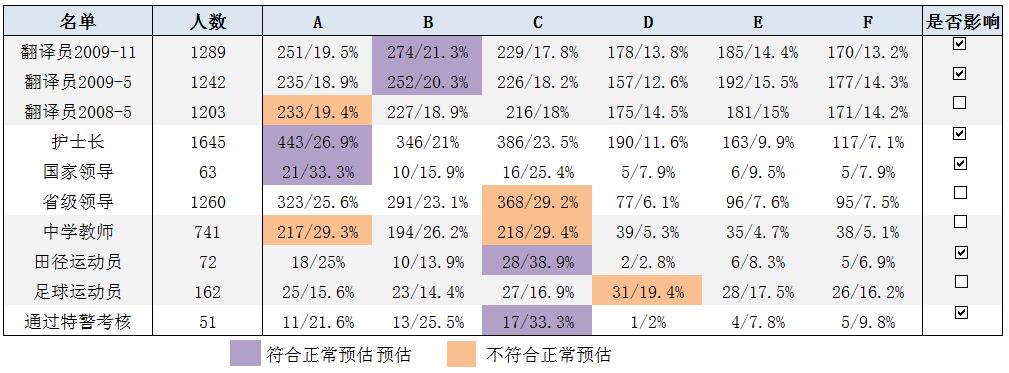 名单 人数 A B C D E F 是否影响
翻译员2009-11 1289 251/19.5% 274/21.3% 229/17.8% 178/13.8% 185/14.4% 170/13.2%
翻译员2009-5 1242 235/18.9% 252/20.3% 226/18.2% 157/12.6% 192/15.5% 177/14.3%
翻译员2008-5 1203 233/19.4% 227/18.9% 216/18% 175/14.5% 181/15% 171/14.2%
护士长 1645 443/26.9% 346/21% 386/23.5% 190/11.6% 163/9.9% 117/7.1%
国家领导 63 21/33.3% 10/15.9% 16/25.4% 5/7.9% 6/9.5% 5/7.9%
省级领导 1260 323/25.6% 291/23.1% 368/29.2% 77/6.1% 96/7.6% 95/7.5%
中学教师 741 217/29.3% 194/26.2% 218/29.4% 39/5.3% 35/4.7% 38/5.1%
田径运动员 72 18/25% 10/13.9% 28/38.9% 2/2.8% 6/8.3% 5/6.9%
足球运动员 162 25/15.6% 23/14.4% 27/16.9% 31/19.4% 28/17.5% 26/16.2%
通过特警考核 51 11/21.6% 13/25.5% 17/33.3% 1/2% 4/7.8% 5/9.8%
符合正常预估 预估 不符合正常预估